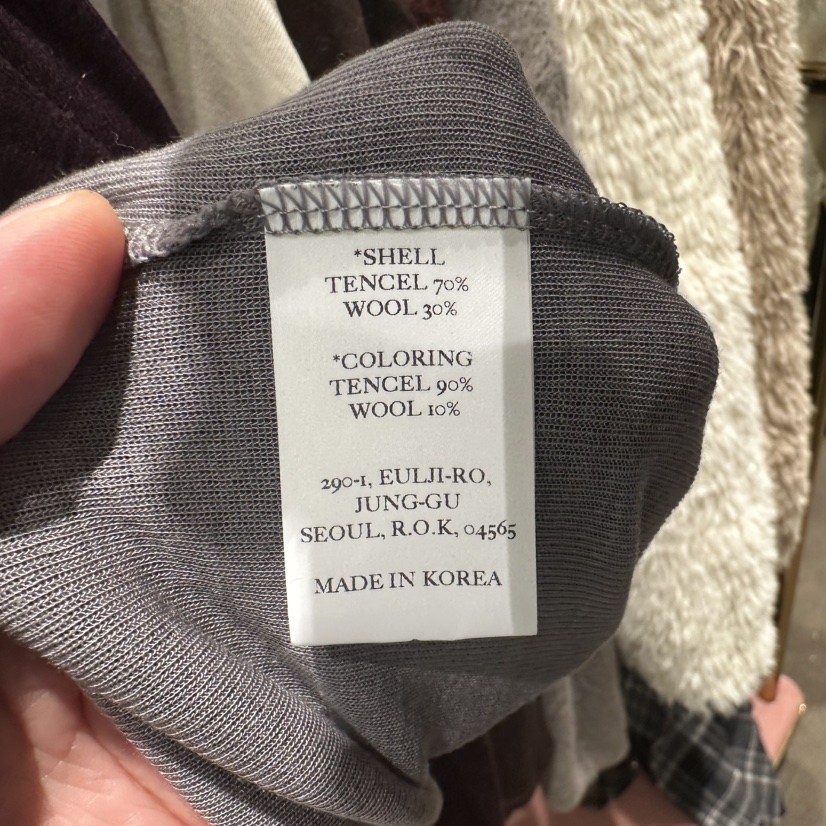 *SHELL
TENCEL 70%
WOOL 30%
*COLORING
TENCEL 90%
WOOL 10%
290-1, EULJI-RO,
JUNG-GU
SEOUL, R.O.K, 04565
MADE IN KOREA